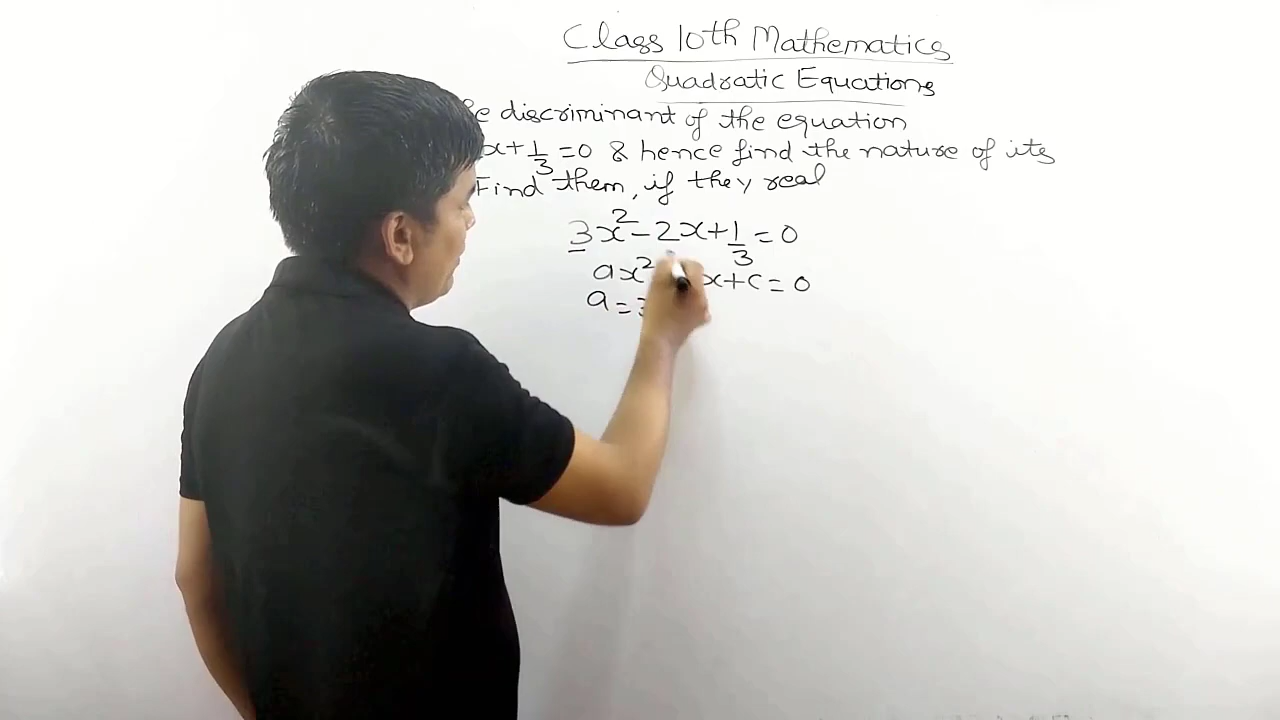 Class 10th Mathematics
Quadratic Equations
discriminant of the equation
x+1/3=0 & hence find the nature of its
Find them, if they real
3x²-2x+1/3=0
ax² x+c=0
a=3